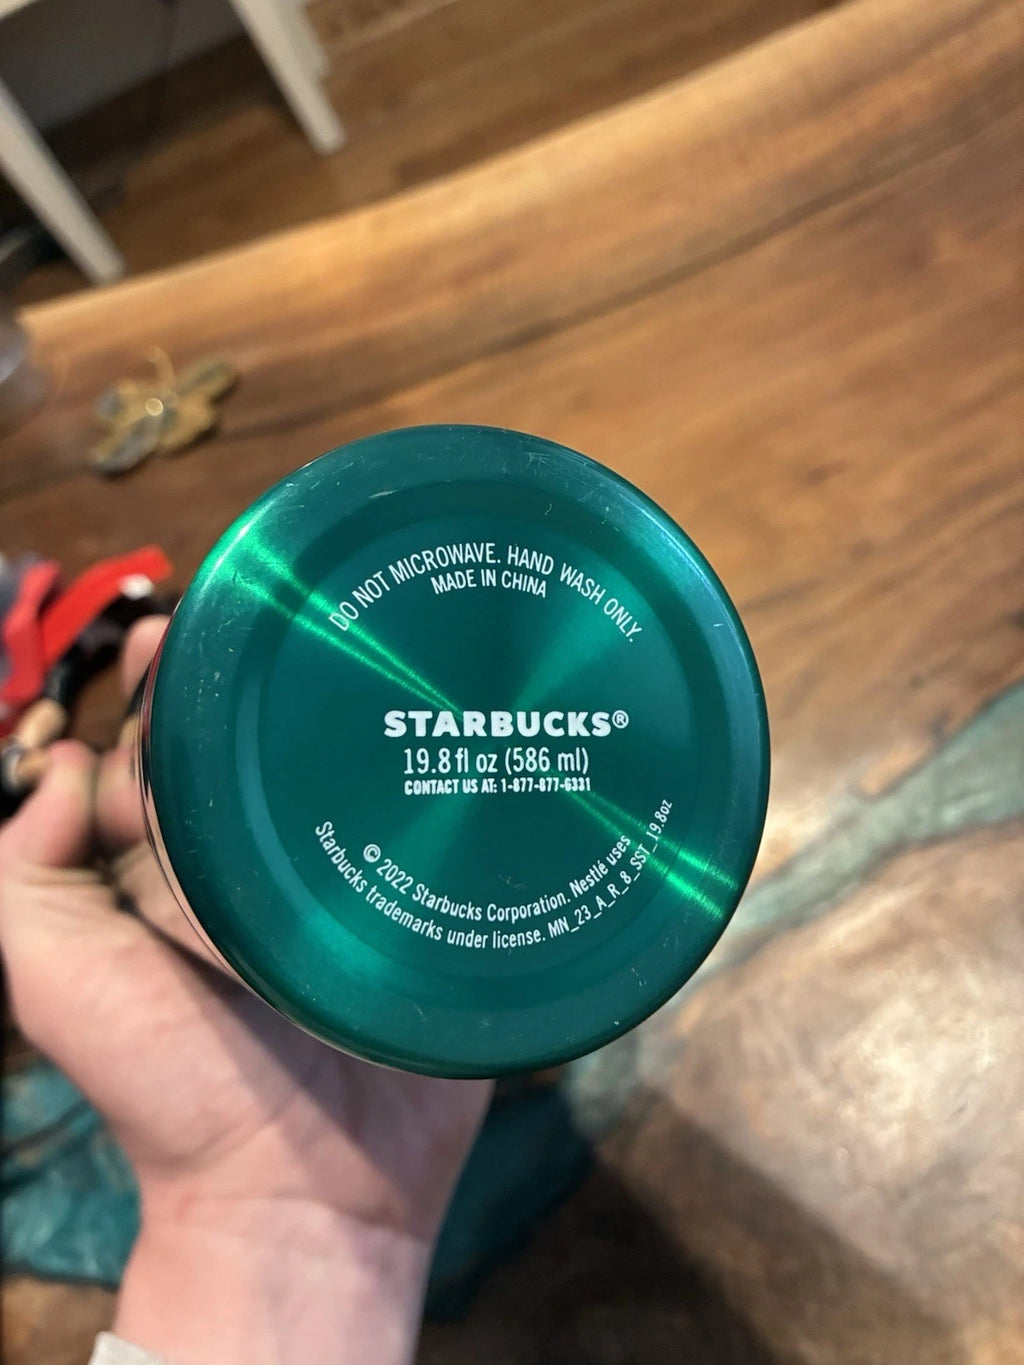 DO NOT MICROWAVE. HAND WASH ONLY.
MADE IN CHINA
STARBUCKS®
19.8 fl oz (586 ml)
CONTACT US AT: 1-877-877-6331
© 2022 Starbucks Corporation. Nestlé uses
Starbucks trademarks under license. MN_23_A_R_8_SST_19.8oz